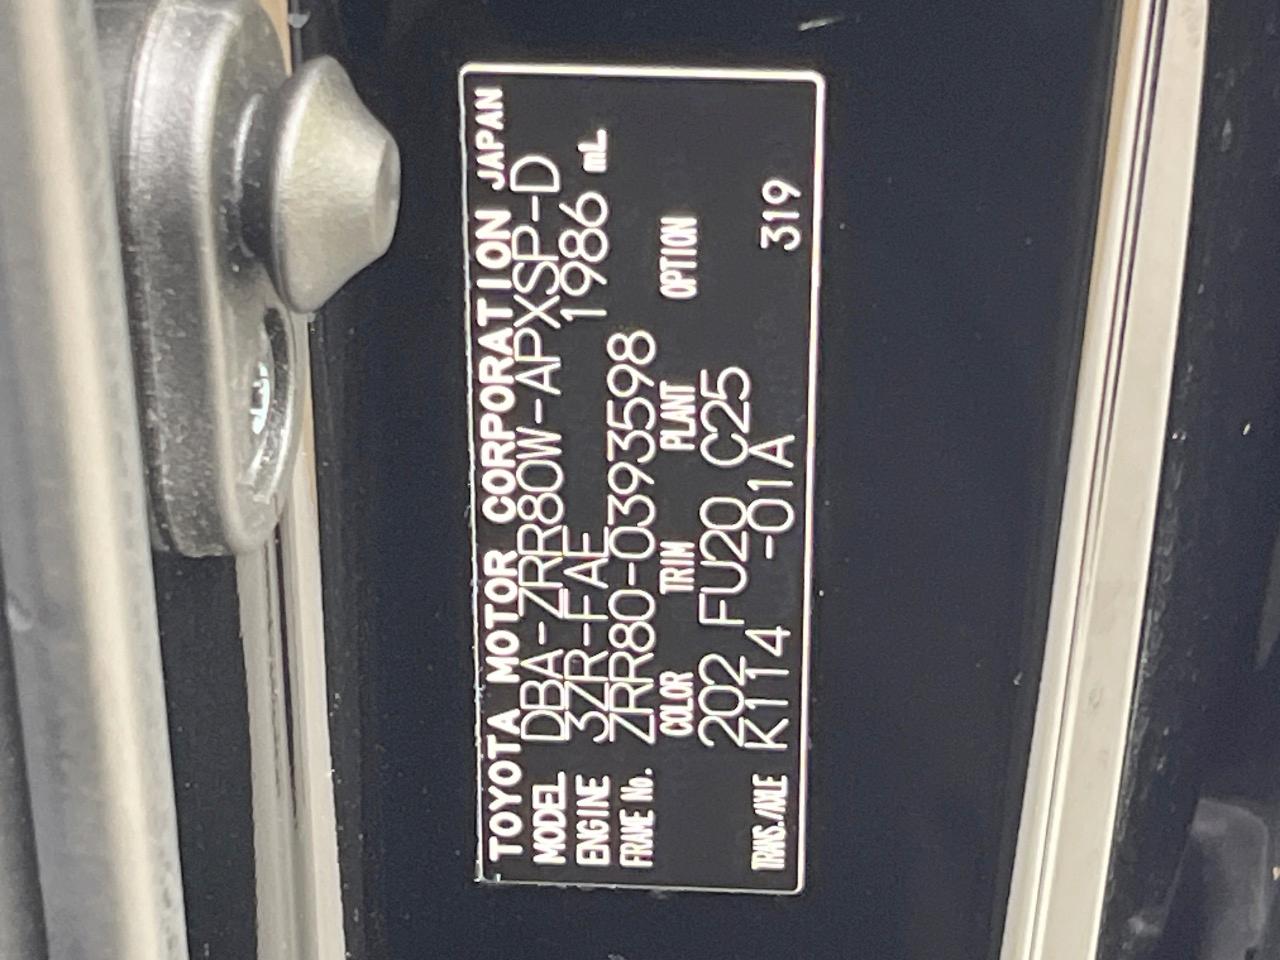 TOYOTA MOTOR CORPORATION JAPAN
MODEL DBA-ZRR80W-APXSP-D
ENGINE 3ZR-FAE 1986 mL
FRAME No. ZRR80-0393598
COLOR TRIM PLANT OPTION
202 FU20 C25
TRANS./AXLE K114 -01A 319